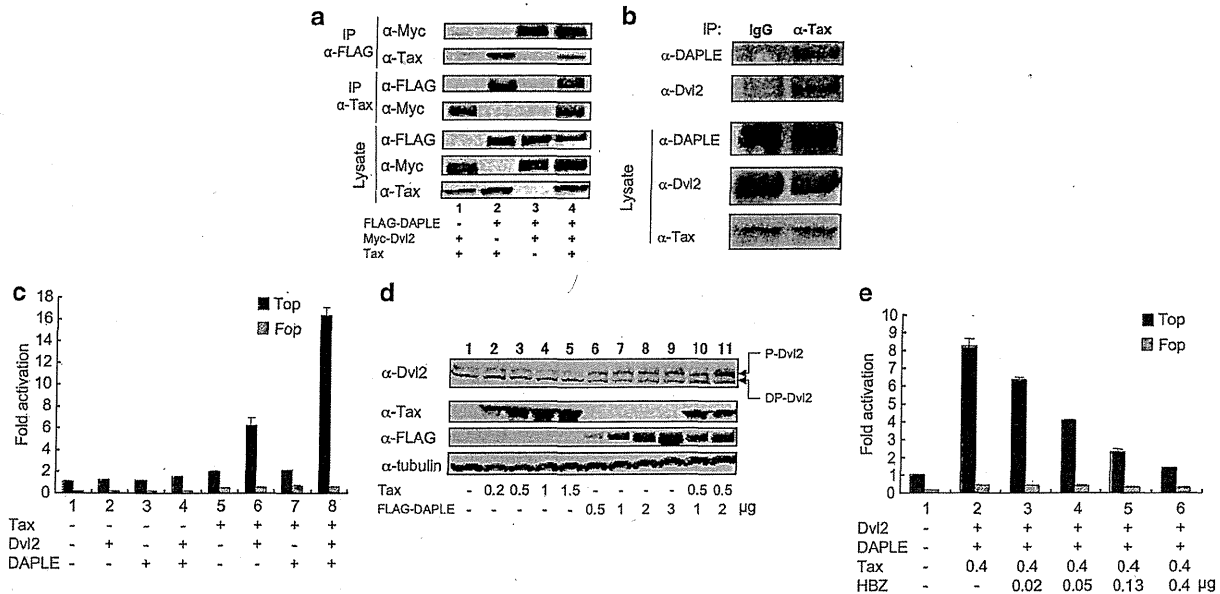 a
IP α-FLAG
α-Myc
α-Tax
IP α-Tax
α-FLAG
α-Myc
Lysate
α-FLAG
α-Myc
α-Tax
1 2 3 4
FLAG-DAPLE - + + +
Myc-Dvl2 + - + +
Tax + + - +
b
IP: IgG α-Tax
α-DAPLE
α-Dvl2
Lysate
α-DAPLE
α-Dvl2
α-Tax
c
Fold activation
18
16
14
12
10
8
6
4
2
0
Top
Fop
1 2 3 4 5 6 7 8
Tax - - - - + + + +
Dvl2 - + - + - + - +
DAPLE - - + + - - + +
d
1 2 3 4 5 6 7 8 9 10 11
α-Dvl2
P-Dvl2
DP-Dvl2
α-Tax
α-FLAG
α-tubulin
Tax - 0.2 0.5 1 1.5 - - - - 0.5 0.5
FLAG-DAPLE - - - - - 0.5 1 2 3 1 2 μg
e
Fold activation
10
9
8
7
6
5
4
3
2
1
0
Top
Fop
1 2 3 4 5 6
Dvl2 - + + + + +
DAPLE - + + + + +
Tax - 0.4 0.4 0.4 0.4 0.4
HBZ - - 0.02 0.05 0.13 0.4 μg